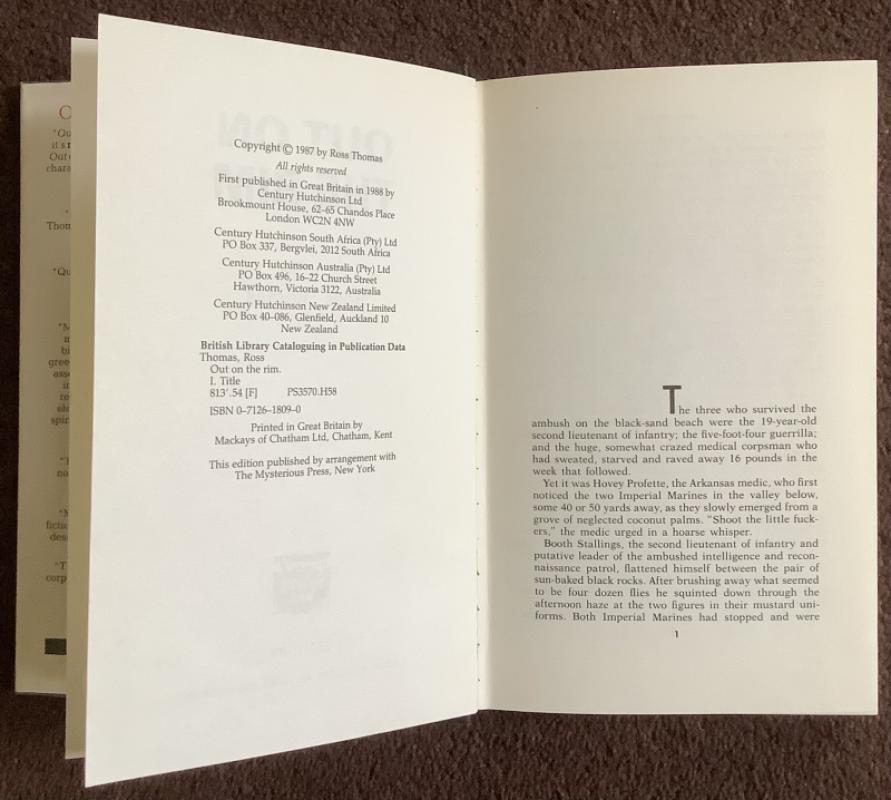 Copyright © 1987 by Ross Thomas
All rights reserved
First published in Great Britain in 1988 by
Century Hutchinson Ltd
Brookmount House, 62–65 Chandos Place
London WC2N 4NW
Century Hutchinson South Africa (Pty) Ltd
PO Box 337, Bergvlei, 2012 South Africa
Century Hutchinson Australia (Pty) Ltd
PO Box 496, 16–22 Church Street
Hawthorn, Victoria 3122, Australia
Century Hutchinson New Zealand Limited
PO Box 40–086, Glenfield, Auckland 10
New Zealand
British Library Cataloguing in Publication Data
Thomas, Ross
Out on the rim.
I. Title
813'.54 [F] PS3570.H58
ISBN 0–7126–1809–0
Printed in Great Britain by
Mackays of Chatham Ltd, Chatham, Kent
This edition published by arrangement with
The Mysterious Press, New York
The three who survived the
ambush on the black-sand beach were the 19-year-old
second lieutenant of infantry; the five-foot-four guerrilla;
and the huge, somewhat crazed medical corpsman who
had sweated, starved and raved away 16 pounds in the
week that followed.
Yet it was Hovey Profette, the Arkansas medic, who first
noticed the two Imperial Marines in the valley below,
some 40 or 50 yards away, as they slowly emerged from a
grove of neglected coconut palms. "Shoot the little fuck-
ers," the medic urged in a hoarse whisper.
Booth Stallings, the second lieutenant of infantry and
putative leader of the ambushed intelligence and recon-
naissance patrol, flattened himself between the pair of
sun-baked black rocks. After brushing away what seemed
to be four dozen flies he squinted down through the
afternoon haze at the two figures in their mustard uni-
forms. Both Imperial Marines had stopped and were
1